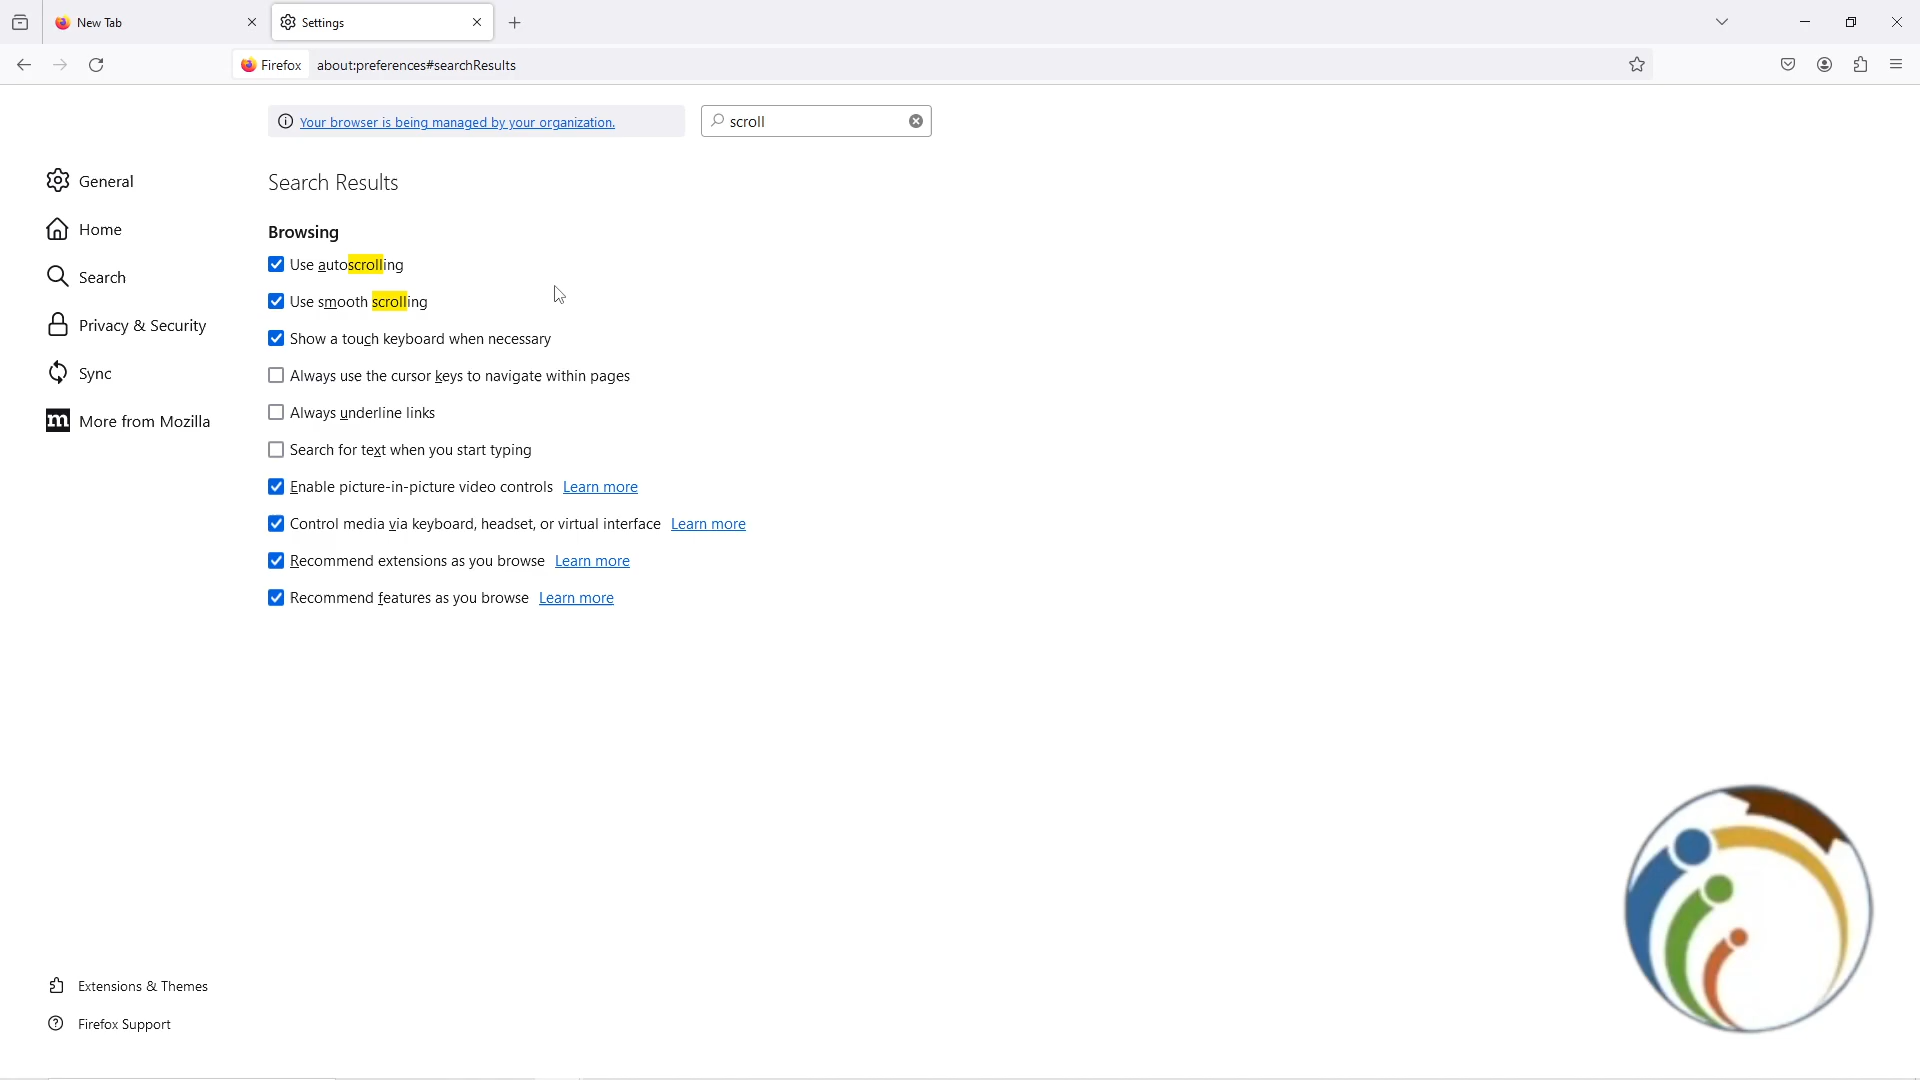 New Tab
Settings
Firefox
about:preferences#searchResults
Your browser is being managed by your organization.
scroll
General
Home
Search
Privacy & Security
Sync
m More from Mozilla
Search Results
Browsing
Use autoscrolling
Use smooth scrolling
Show a touch keyboard when necessary
Always use the cursor keys to navigate within pages
Always underline links
Search for text when you start typing
Enable picture-in-picture video controls Learn more
Control media via keyboard, headset, or virtual interface Learn more
Recommend extensions as you browse Learn more
Recommend features as you browse Learn more
Extensions & Themes
Firefox Support